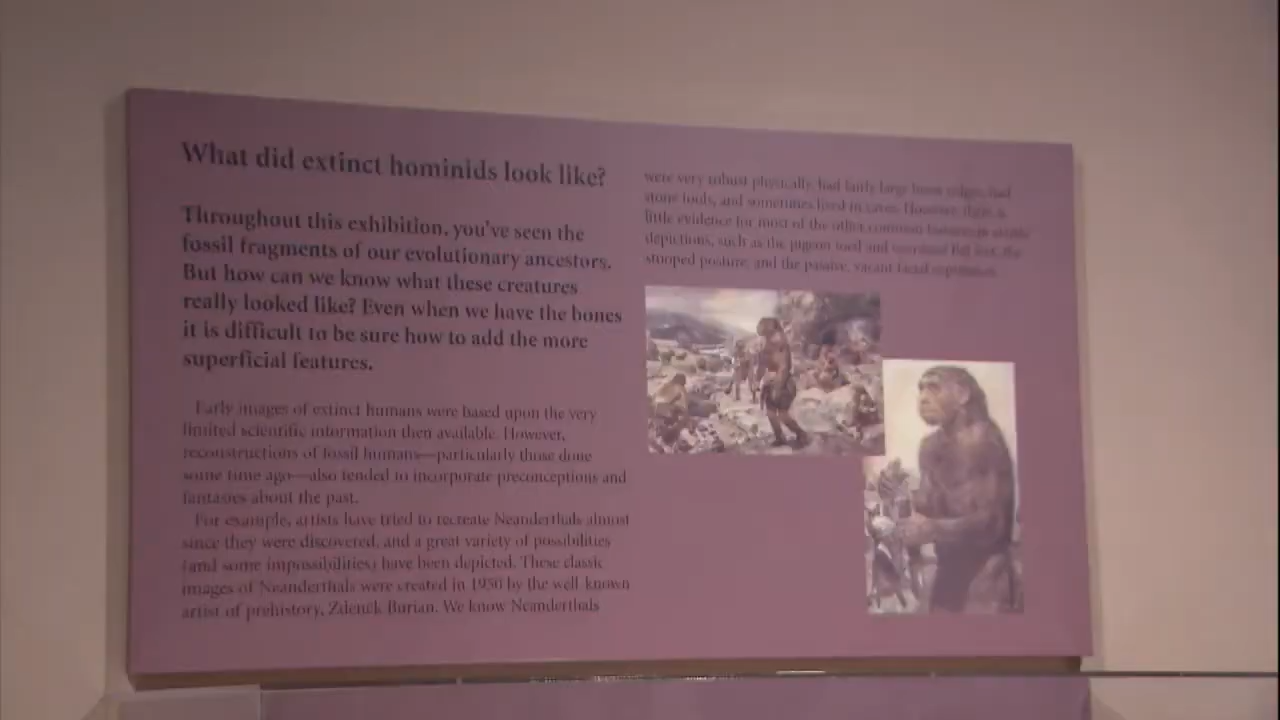 What did extinct hominids look like?
Throughout this exhibition, you've seen the
fossil fragments of our evolutionary ancestors.
But how can we know what these creatures
really looked like? Even when we have the bones
it is difficult to be sure how to add the more
superficial features.
Early images of extinct humans were based upon the very
limited scientific information then available. However,
reconstructions of fossil humans—particularly those done
some time ago—also tended to incorporate preconceptions and
fantasies about the past.
For example, artists have tried to recreate Neanderthals almost
since they were discovered, and a great variety of possibilities
(and some impossibilities) have been depicted. These classic
images of Neanderthals were created in 1950 by the well-known
artist of prehistory, Zdeněk Burian. We know Neanderthals
were very robust physically, had fairly large brow ridges, had
stone tools, and sometimes lived in caves. However, there is
little evidence for most of the other common features in
depictions, such as the pigeon toed and flat feet, the
stooped posture, and the passive, vacant facial expression.